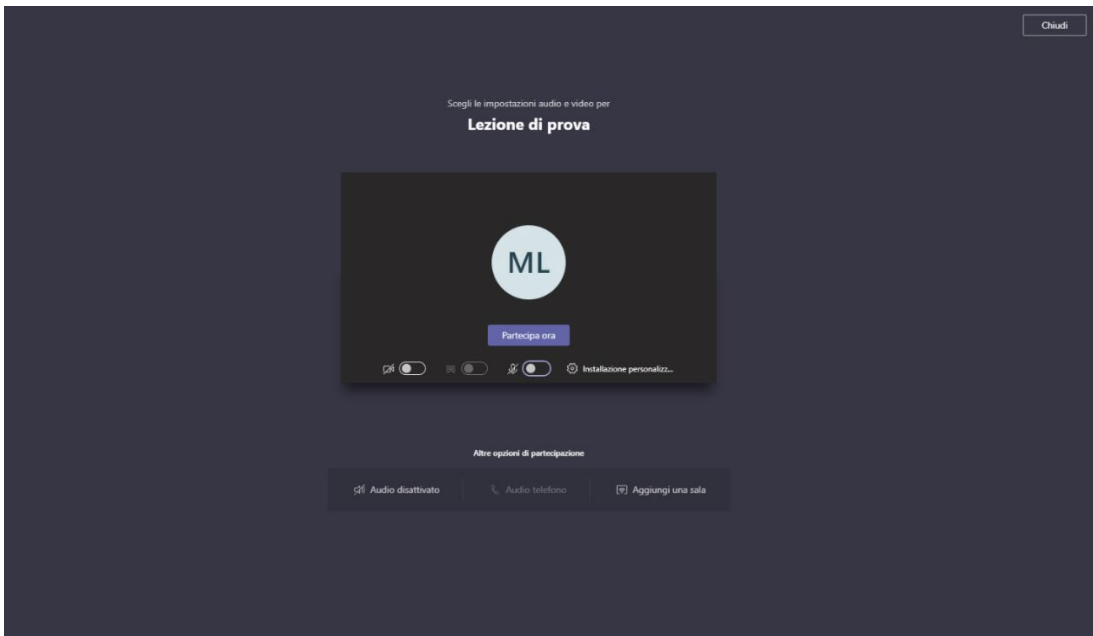 Chiudi
Scegli le impostazioni audio e video per
Lezione di prova
ML
Partecipa ora
Installazione personalizz...
Altre opzioni di partecipazione
Audio disattivato
Audio telefono
Aggiungi una sala